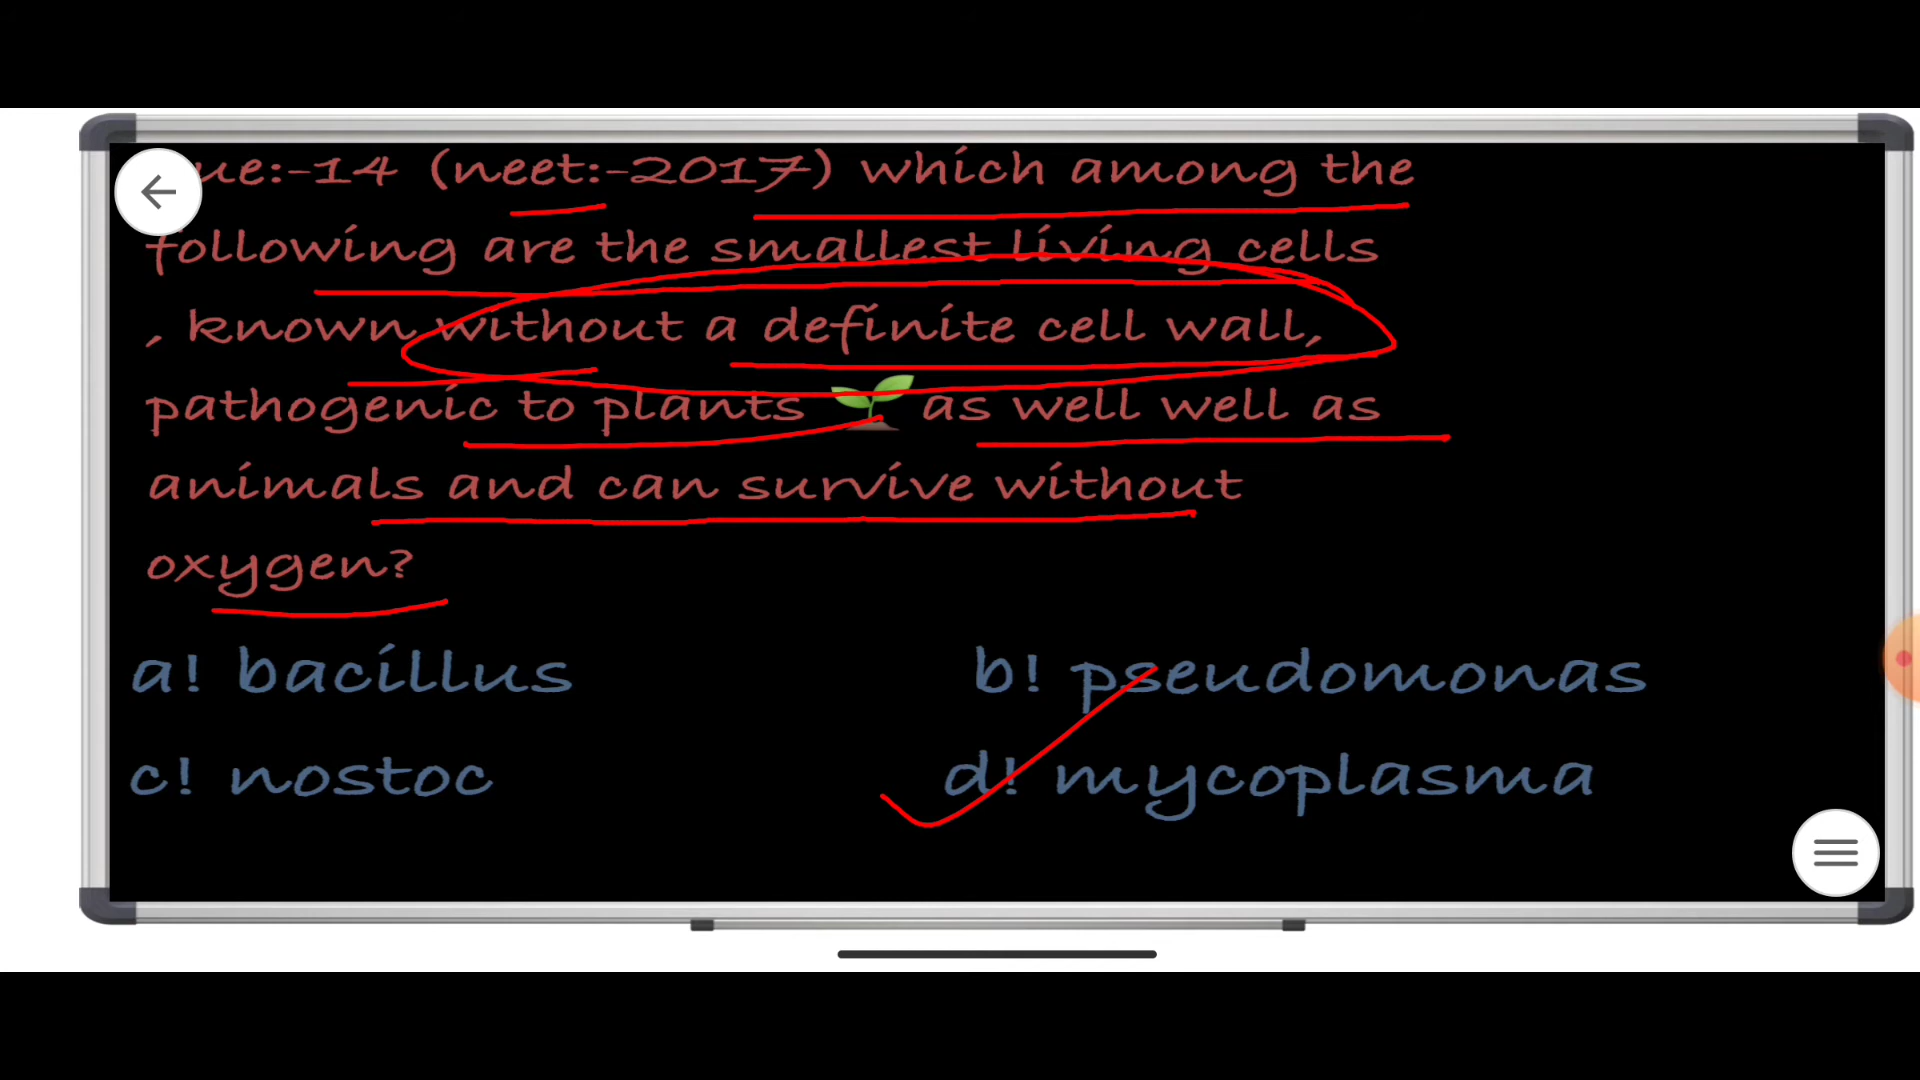 ue:-14 (neet:-2017) which among the
following are the smallest living cells
, known without a definite cell wall,
pathogenic to plants 🌱 as well well as
animals and can survive without
oxygen?
a! bacillus b! pseudomonas
c! nostoc d! mycoplasma